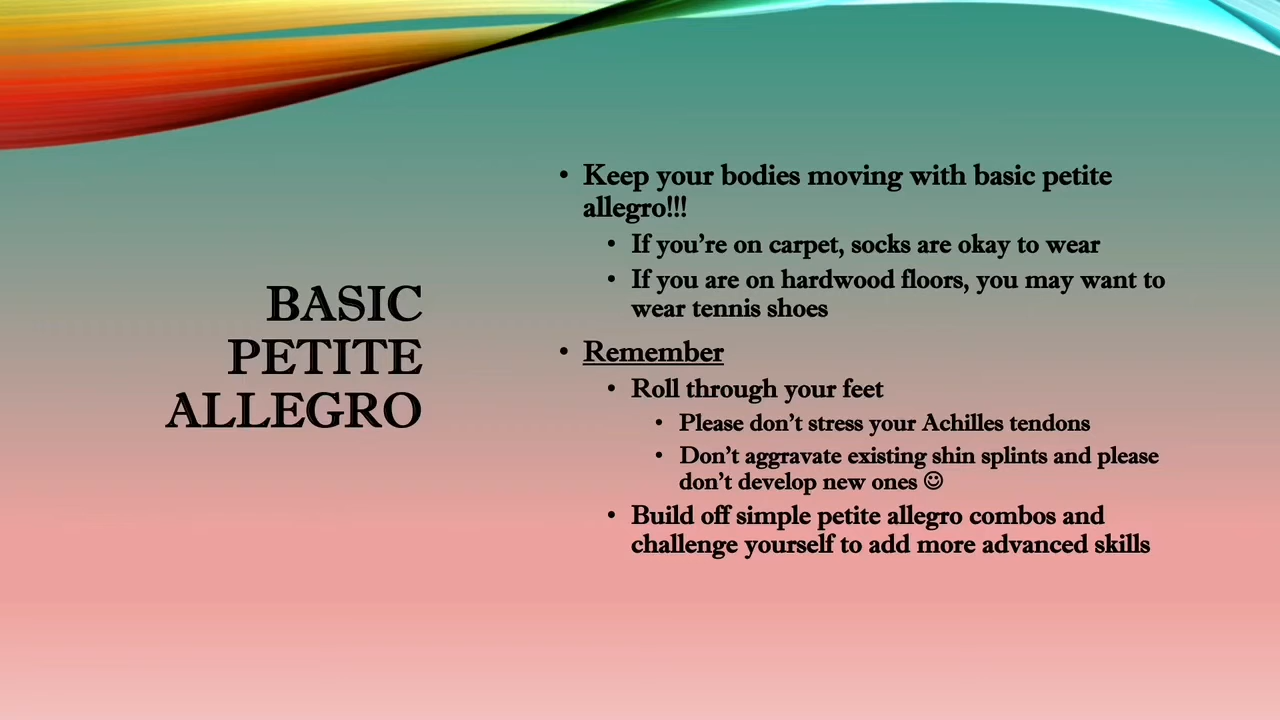 BASIC
PETITE
ALLEGRO
• Keep your bodies moving with basic petite
allegro!!!
• If you're on carpet, socks are okay to wear
• If you are on hardwood floors, you may want to
wear tennis shoes
• Remember
• Roll through your feet
• Please don't stress your Achilles tendons
• Don't aggravate existing shin splints and please
don't develop new ones ☺
• Build off simple petite allegro combos and
challenge yourself to add more advanced skills